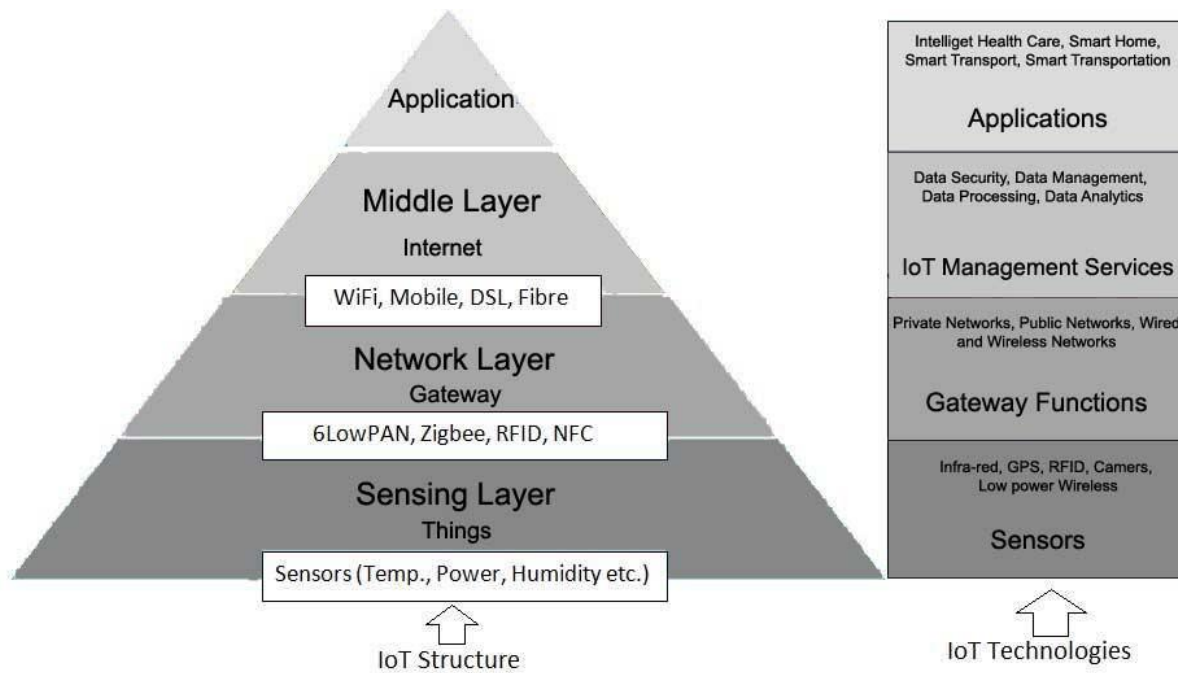 Application
Middle Layer
Internet
WiFi, Mobile, DSL, Fibre
Network Layer
Gateway
6LowPAN, Zigbee, RFID, NFC
Sensing Layer
Things
Sensors (Temp., Power, Humidity etc.)
IoT Structure
Intelliget Health Care, Smart Home,
Smart Transport, Smart Transportation
Applications
Data Security, Data Management,
Data Processing, Data Analytics
IoT Management Services
Private Networks, Public Networks, Wired
and Wireless Networks
Gateway Functions
Infra-red, GPS, RFID, Camers,
Low power Wireless
Sensors
IoT Technologies